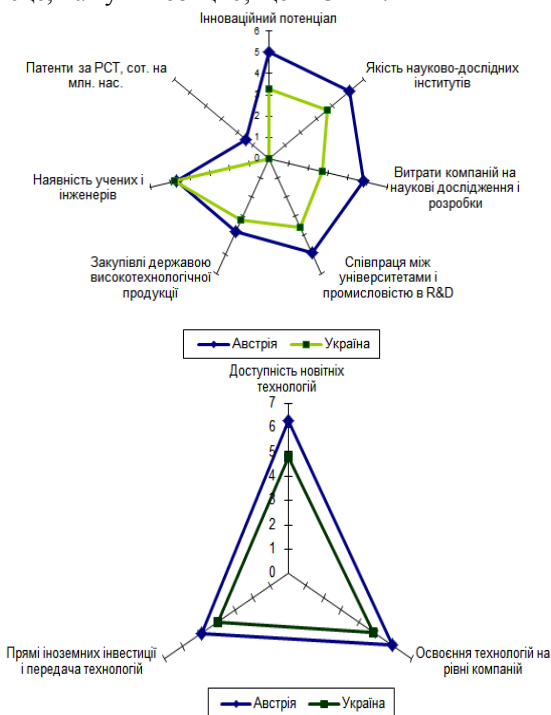 Інноваційний потенціал
6
5
4
3
2
1
0
Якість науково-дослідних
інститутів
Витрати компаній на
наукові дослідження і
розробки
Співпраця між
університетами і
промисловістю в R&D
Закупівлі державою
високотехнологічної
продукції
Наявність учених і
інженерів
Патенти за PCT, сот. на
млн. нас.
Австрія Україна
Доступність новітніх
технологій
7
6
5
4
3
2
1
0
Освоєння технологій на
рівні компаній
Прямі іноземних інвестиції
і передача технологій
Австрія Україна